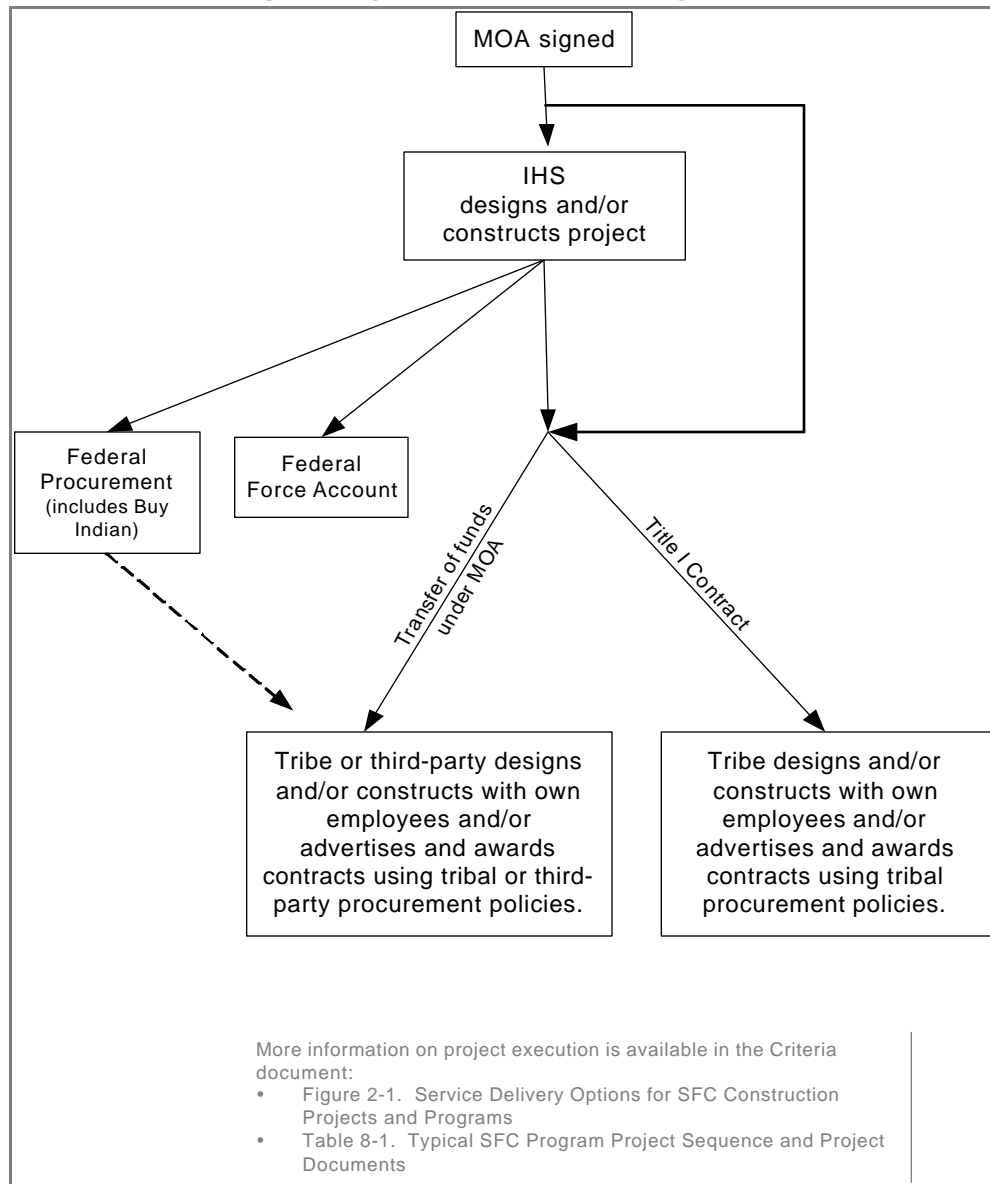 MOA signed
IHS
designs and/or
constructs project
Federal
Procurement
(includes Buy
Indian)
Federal
Force Account
Transfer of funds
under MOA
Title I Contract
Tribe or third-party designs
and/or constructs with own
employees and/or
advertises and awards
contracts using tribal or third-
party procurement policies.
Tribe designs and/or
constructs with own
employees and/or
advertises and awards
contracts using tribal
procurement policies.
More information on project execution is available in the Criteria
document:
• Figure 2-1. Service Delivery Options for SFC Construction
Projects and Programs
• Table 8-1. Typical SFC Program Project Sequence and Project
Documents